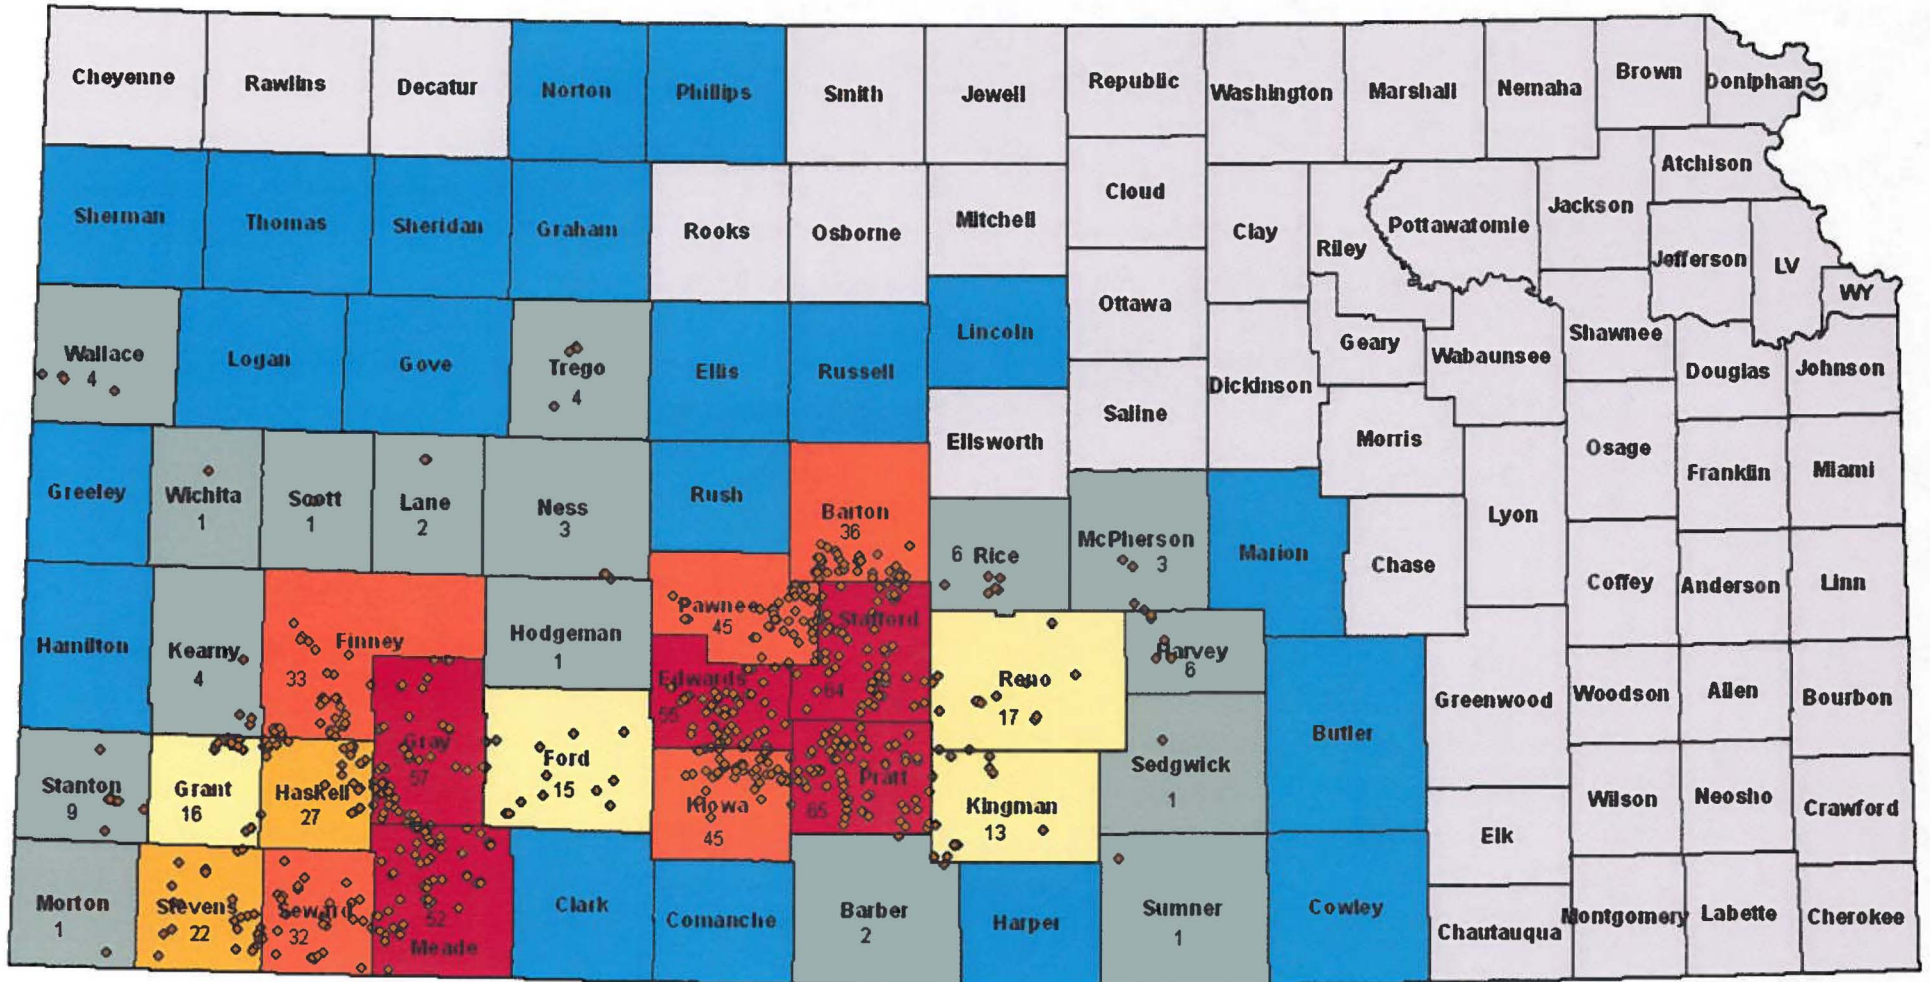 Cheyenne
Rawlins
Decatur
Norton
Phillips
Smith
Jewell
Republic
Washington
Marshall
Nemaha
Brown
Doniphan
Sherman
Thomas
Sheridan
Graham
Rooks
Osborne
Mitchell
Cloud
Clay
Riley
Pottawatomie
Jackson
Atchison
Jefferson
LV
WY
Wallace
4
Logan
Gove
Trego
4
Ellis
Russell
Lincoln
Ottawa
Dickinson
Geary
Wabaunsee
Shawnee
Douglas
Johnson
Greeley
Wichita
1
Scott
1
Lane
2
Ness
3
Rush
Barton
36
Ellsworth
Saline
Morris
Osage
Franklin
Miami
6 Rice
McPherson
3
Marion
Chase
Lyon
Coffey
Anderson
Linn
Hamilton
Kearny
4
Finney
33
Hodgeman
1
Pawnee
45
Stafford
64
Edwards
Reno
17
Harvey
6
Butler
Greenwood
Woodson
Allen
Bourbon
Stanton
9
Grant
16
Haskell
27
Gray
57
Ford
15
Kiowa
45
Pratt
65
Kingman
13
Sedgwick
1
Elk
Wilson
Neosho
Crawford
Morton
1
Stevens
22
Seward
32
52
Meade
Clark
Comanche
Barber
2
Harper
Sumner
1
Cowley
Chautauqua
Montgomery
Labette
Cherokee